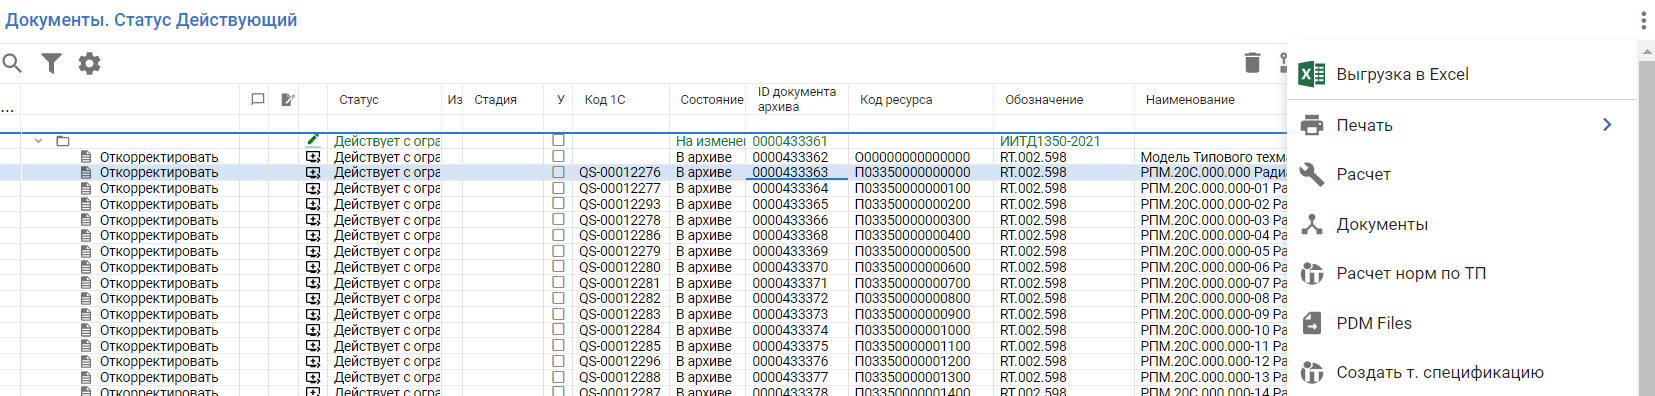 Документы. Статус Действующий
Выгрузка в Excel
Печать
Расчет
Документы
Расчет норм по ТП
PDM Files
Создать т. спецификацию
... Статус Из Стадия У Код 1С Состояние ID документа архива Код ресурса Обозначение Наименование
Действует с огра На изменен 0000433361 ИИТД1350-2021
Откорректировать Действует с огра В архиве 0000433362 О00000000000000 RT.002.598 Модель Типового техм
Откорректировать Действует с огра QS-00012276 В архиве 0000433363 П03350000000000 RT.002.598 РПМ.20С.000.000 Ради
Откорректировать Действует с огра QS-00012277 В архиве 0000433364 П03350000000100 RT.002.598 РПМ.20С.000.000-01 Ра
Откорректировать Действует с огра QS-00012293 В архиве 0000433365 П03350000000200 RT.002.598 РПМ.20С.000.000-02 Ра
Откорректировать Действует с огра QS-00012278 В архиве 0000433366 П03350000000300 RT.002.598 РПМ.20С.000.000-03 Ра
Откорректировать Действует с огра QS-00012286 В архиве 0000433368 П03350000000400 RT.002.598 РПМ.20С.000.000-04 Ра
Откорректировать Действует с огра QS-00012279 В архиве 0000433369 П03350000000500 RT.002.598 РПМ.20С.000.000-05 Ра
Откорректировать Действует с огра QS-00012280 В архиве 0000433370 П03350000000600 RT.002.598 РПМ.20С.000.000-06 Ра
Откорректировать Действует с огра QS-00012281 В архиве 0000433371 П03350000000700 RT.002.598 РПМ.20С.000.000-07 Ра
Откорректировать Действует с огра QS-00012282 В архиве 0000433372 П03350000000800 RT.002.598 РПМ.20С.000.000-08 Ра
Откорректировать Действует с огра QS-00012283 В архиве 0000433373 П03350000000900 RT.002.598 РПМ.20С.000.000-09 Ра
Откорректировать Действует с огра QS-00012284 В архиве 0000433374 П03350000001000 RT.002.598 РПМ.20С.000.000-10 Ра
Откорректировать Действует с огра QS-00012285 В архиве 0000433375 П03350000001100 RT.002.598 РПМ.20С.000.000-11 Ра
Откорректировать Действует с огра QS-00012296 В архиве 0000433376 П03350000001200 RT.002.598 РПМ.20С.000.000-12 Ра
Откорректировать Действует с огра QS-00012288 В архиве 0000433377 П03350000001300 RT.002.598 РПМ.20С.000.000-13 Ра
Откорректировать Действует с огра QS-00012287 В архиве 0000433378 П03350000001400 RT.002.598 РПМ.20С.000.000-14 Ра